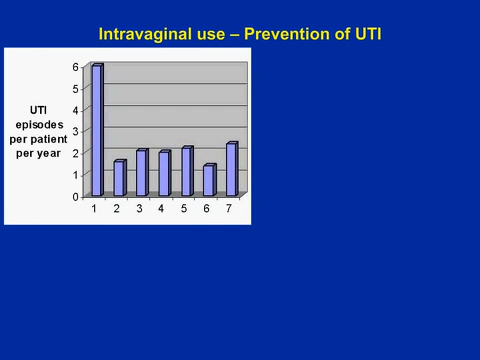 Intravaginal use – Prevention of UTI
UTI
episodes
per patient
per year
6
5
4
3
2
1
0
1 2 3 4 5 6 7